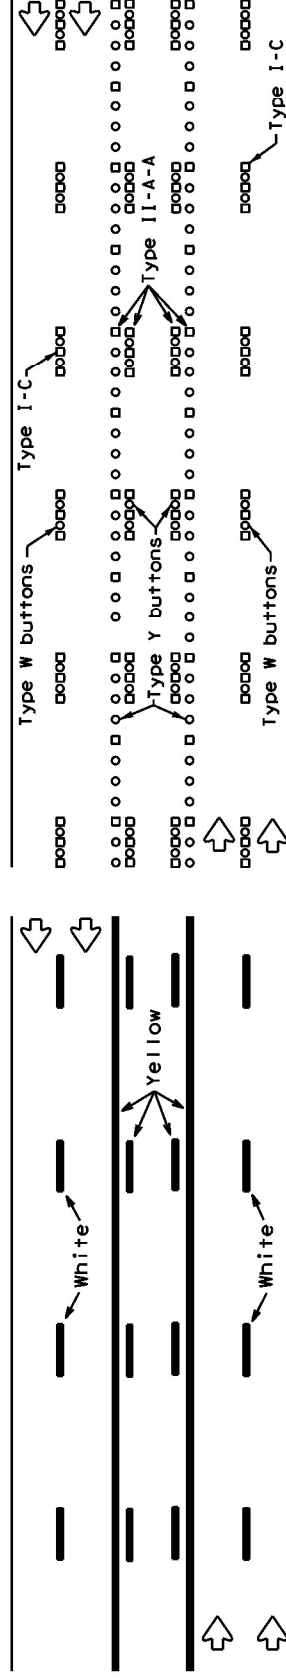 Type I-C
Type W buttons
Type II-A-A
Type Y buttons
Type I-C
Type W buttons
White
Yellow
White